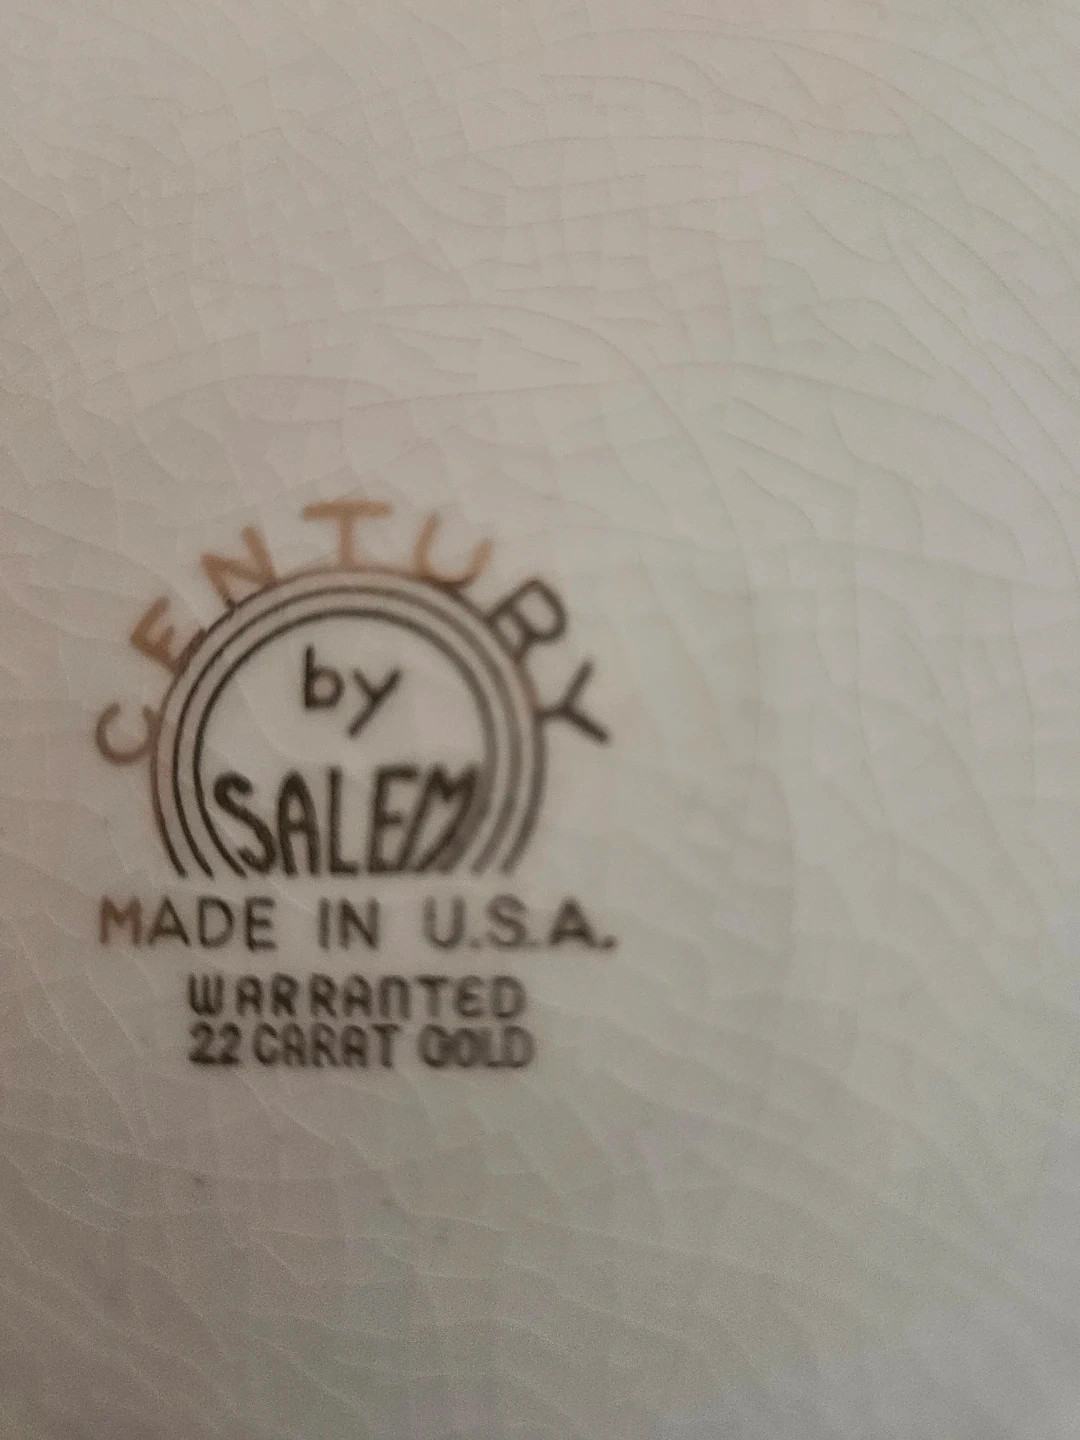 CENTURY
by
SALEM
MADE IN U.S.A.
WARRANTED
22 CARAT GOLD